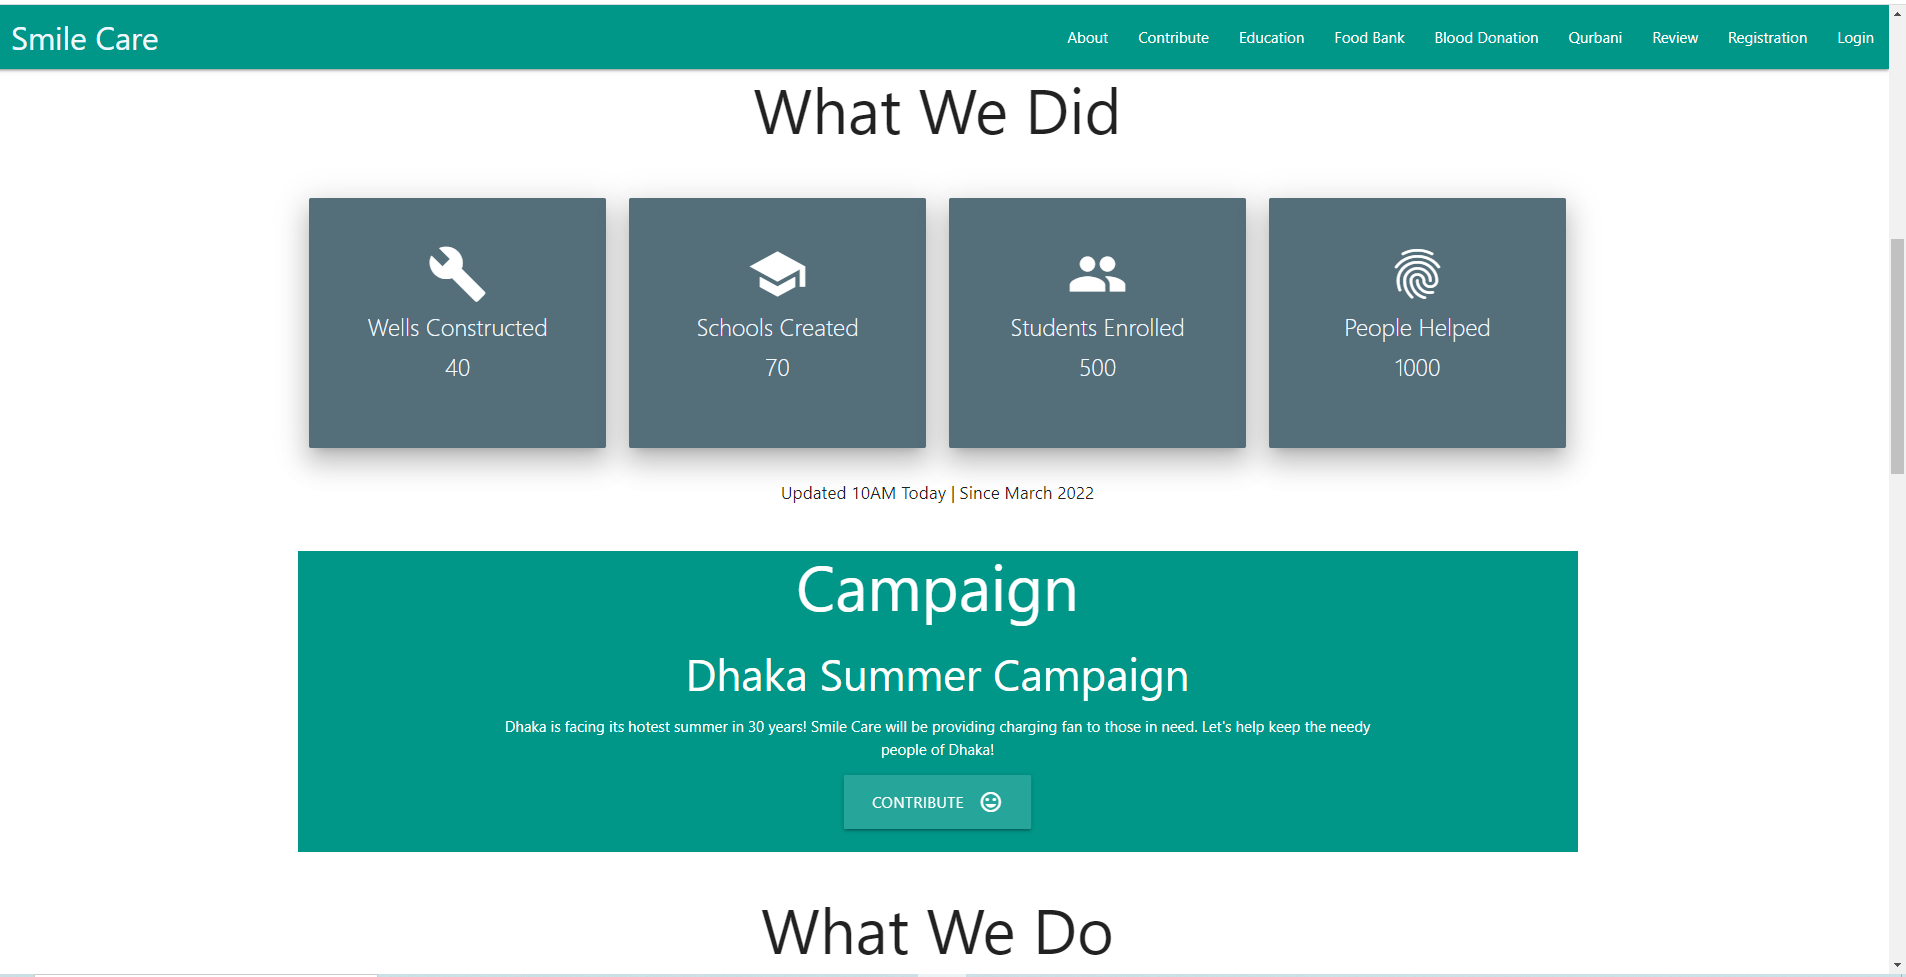 Smile Care
About Contribute Education Food Bank Blood Donation Qurbani Review Registration Login
What We Did
Wells Constructed
40
Schools Created
70
Students Enrolled
500
People Helped
1000
Updated 10AM Today | Since March 2022
Campaign
Dhaka Summer Campaign
Dhaka is facing its hotest summer in 30 years! Smile Care will be providing charging fan to those in need. Let's help keep the needy
people of Dhaka!
CONTRIBUTE
What We Do